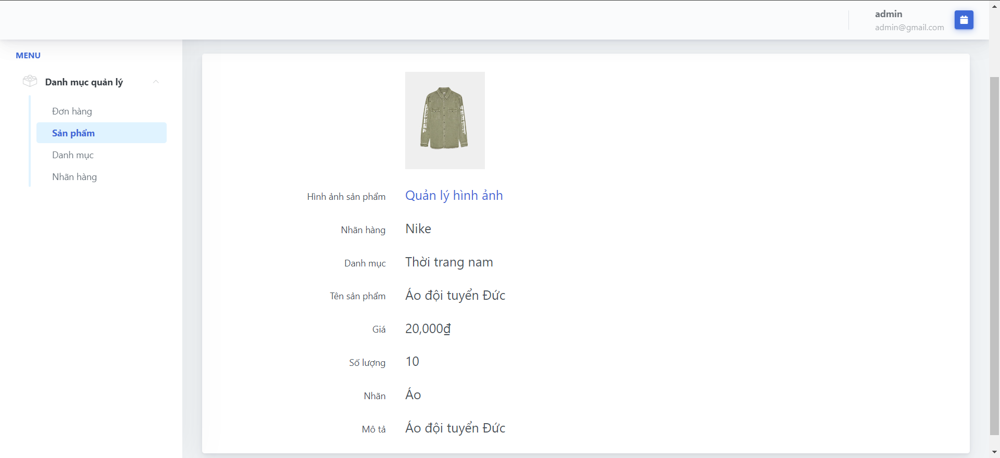 admin
admin@gmail.com
MENU
Danh mục quản lý
Đơn hàng
Sản phẩm
Danh mục
Nhãn hàng
Hình ảnh sản phẩm Quản lý hình ảnh
Nhãn hàng Nike
Danh mục Thời trang nam
Tên sản phẩm Áo đội tuyển Đức
Giá 20,000₫
Số lượng 10
Nhãn Áo
Mô tả Áo đội tuyển Đức